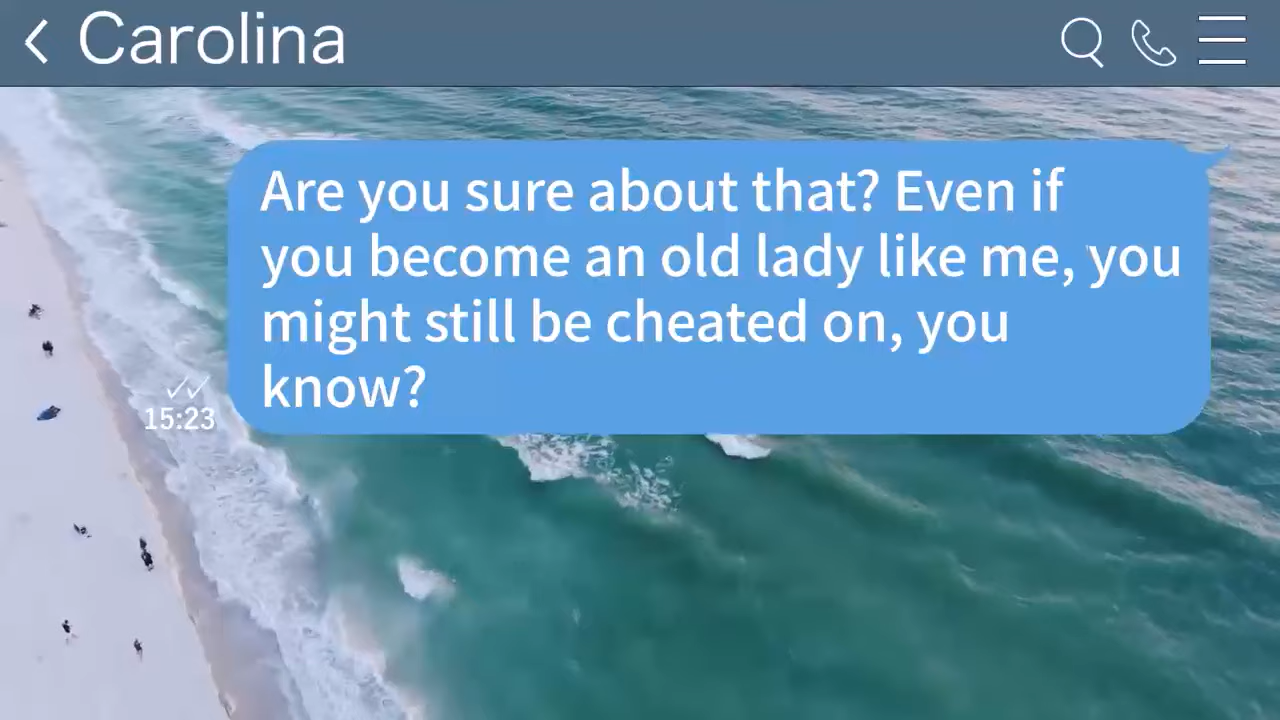 Carolina
Are you sure about that? Even if
you become an old lady like me, you
might still be cheated on, you
know?
15:23